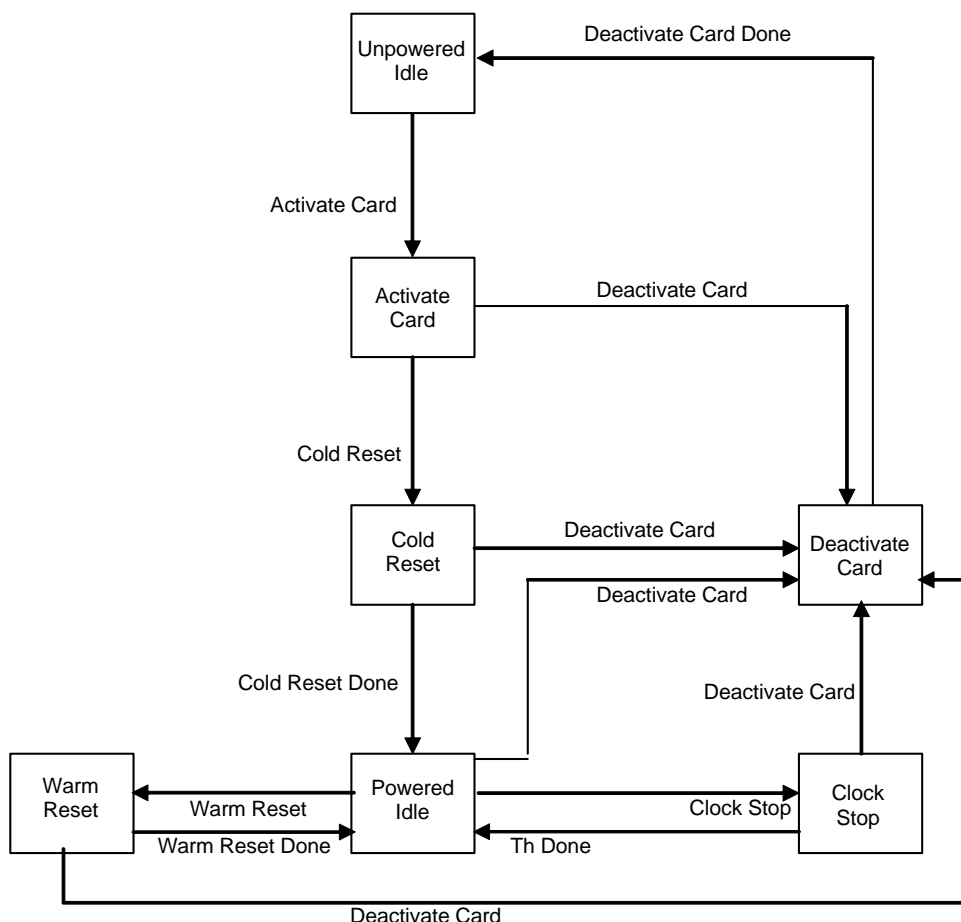 Deactivate Card Done
Unpowered
Idle
Activate Card
Activate
Card
Deactivate Card
Cold Reset
Cold
Reset
Deactivate Card
Deactivate
Card
Deactivate Card
Cold Reset Done
Deactivate Card
Warm
Reset
Warm Reset
Warm Reset Done
Powered
Idle
Clock Stop
Th Done
Clock
Stop
Deactivate Card